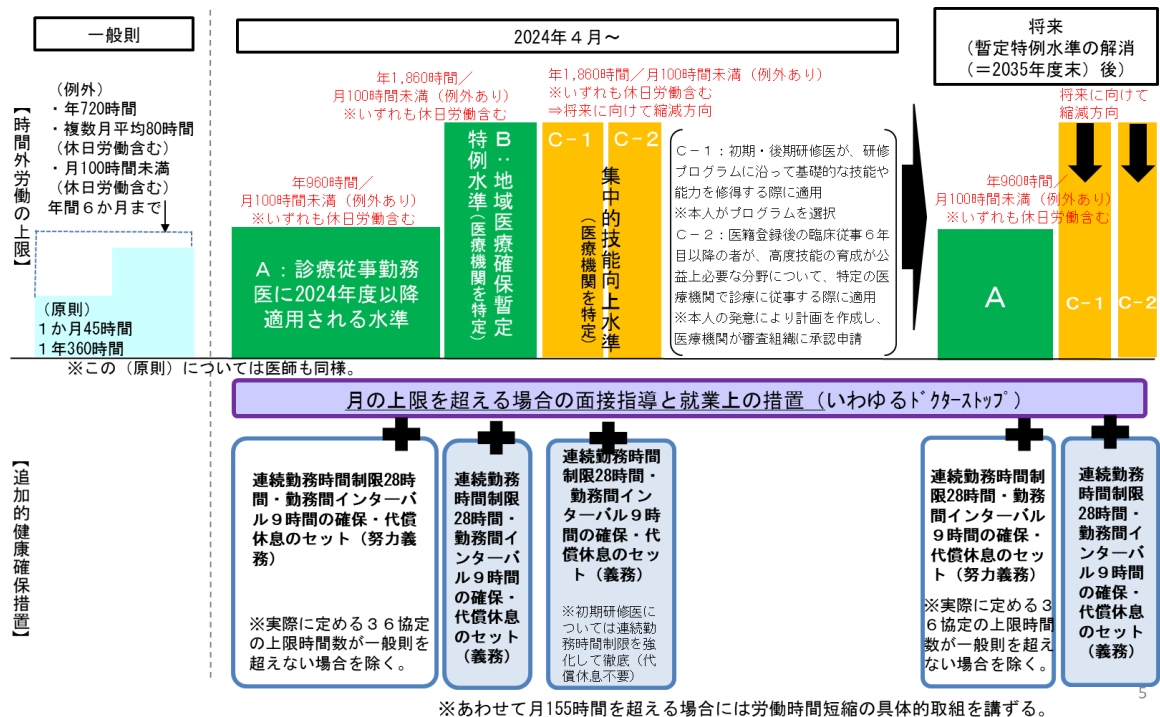 一般則
2024年４月～
将来
（暫定特例水準の解消
（＝2035年度末）後）
【時間外労働の上限】
（例外）
・年720時間
・複数月平均80時間
（休日労働含む）
・月100時間未満
（休日労働含む）
年間６か月まで
（原則）
１か月45時間
１年360時間
※この（原則）については医師も同様。
年960時間／
月100時間未満（例外あり）
※いずれも休日労働含む
Ａ：診療従事勤務
医に2024年度以降
適用される水準
年1,860時間／
月100時間未満（例外あり）
※いずれも休日労働含む
Ｂ：地域医療確保暫定
特例水準（医療機関を特定）
年1,860時間／月100時間未満（例外あり）
※いずれも休日労働含む
⇒将来に向けて縮減方向
Ｃ-１
Ｃ-２
集中的技能向上水準
（医療機関を特定）
Ｃ－１：初期・後期研修医が、研修
プログラムに沿って基礎的な技能や
能力を修得する際に適用
※本人がプログラムを選択
Ｃ－２：医籍登録後の臨床従事６年
目以降の者が、高度技能の育成が公
益上必要な分野について、特定の医
療機関で診療に従事する際に適用
※本人の発意により計画を作成し、
医療機関が審査組織に承認申請
将来に向けて
縮減方向
年960時間／
月100時間未満（例外あり）
※いずれも休日労働含む
Ａ
Ｃ-１
Ｃ-２
月の上限を超える場合の面接指導と就業上の措置（いわゆるﾄﾞｸﾀｰｽﾄｯﾌﾟ）
【追加的健康確保措置】
連続勤務時間制限28時
間・勤務間インターバ
ル９時間の確保・代償
休息のセット（努力義
務）
※実際に定める３６協定
の上限時間数が一般則を
超えない場合を除く。
連続勤務
時間制限
28時間・
勤務間イ
ンターバ
ル９時間
の確保・
代償休息
のセット
（義務）
連続勤務時間
制限28時間・
勤務間イン
ターバル９時
間の確保・代
償休息のセッ
ト（義務）
※初期研修医に
ついては連続勤
務時間制限を強
化して徹底（代
償休息不要）
連続勤務時間制
限28時間・勤務
間インターバル
９時間の確保・
代償休息のセッ
ト（努力義務）
※実際に定める３
６協定の上限時間
数が一般則を超え
ない場合を除く。
連続勤務
時間制限
28時間・
勤務間イ
ンターバ
ル９時間
の確保・
代償休息
のセット
（義務）
※あわせて月155時間を超える場合には労働時間短縮の具体的取組を講ずる。
5